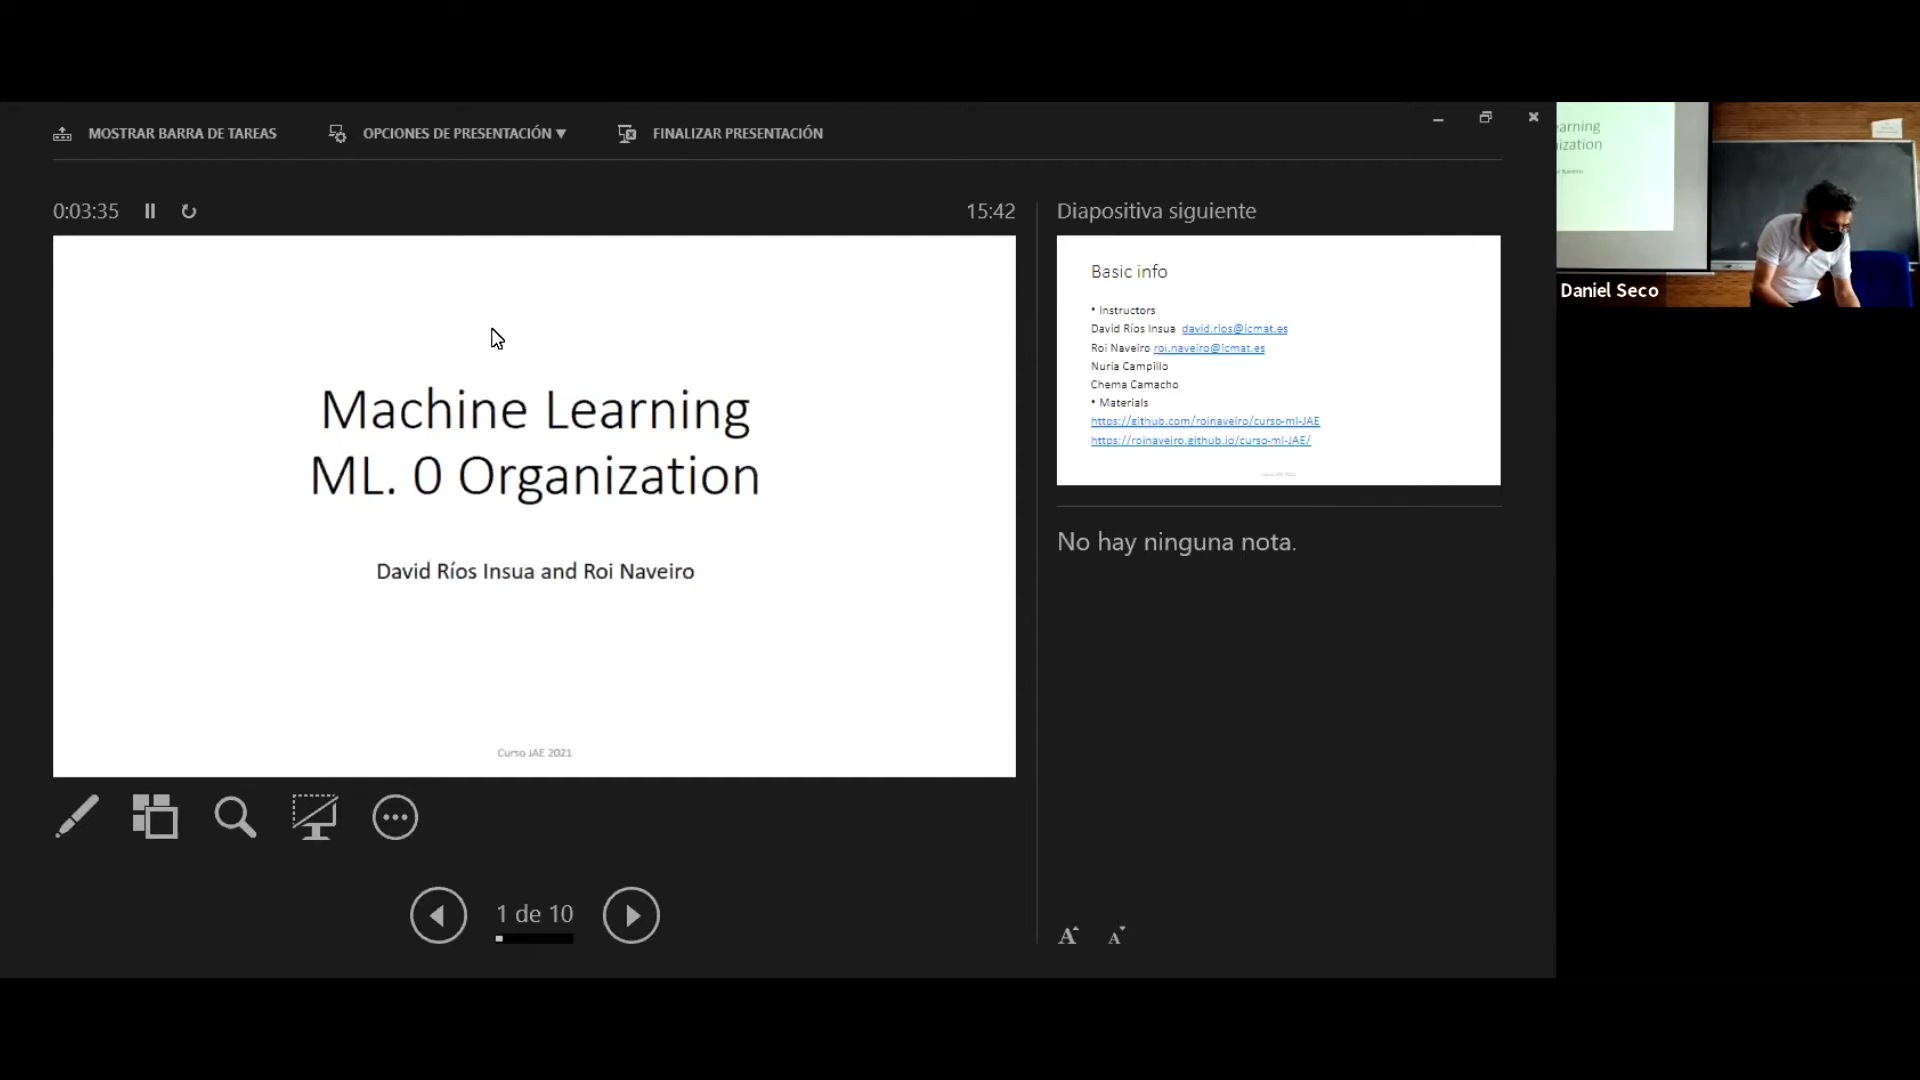 MOSTRAR BARRA DE TAREAS
OPCIONES DE PRESENTACIÓN ▼
FINALIZAR PRESENTACIÓN
0:03:35
15:42
Machine Learning
ML. 0 Organization
David Ríos Insua and Roi Naveiro
Curso JAE 2021
1 de 10
Diapositiva siguiente
Basic info
• Instructors
David Ríos Insua david.rios@icmat.es
Roi Naveiro roi.naveiro@icmat.es
Nuria Campillo
Chema Camacho
• Materials
https://github.com/roinaveiro/curso-ml-JAE
https://roinaveiro.github.io/curso-ml-JAE/
No hay ninguna nota.
A A
arning
ization
Daniel Seco